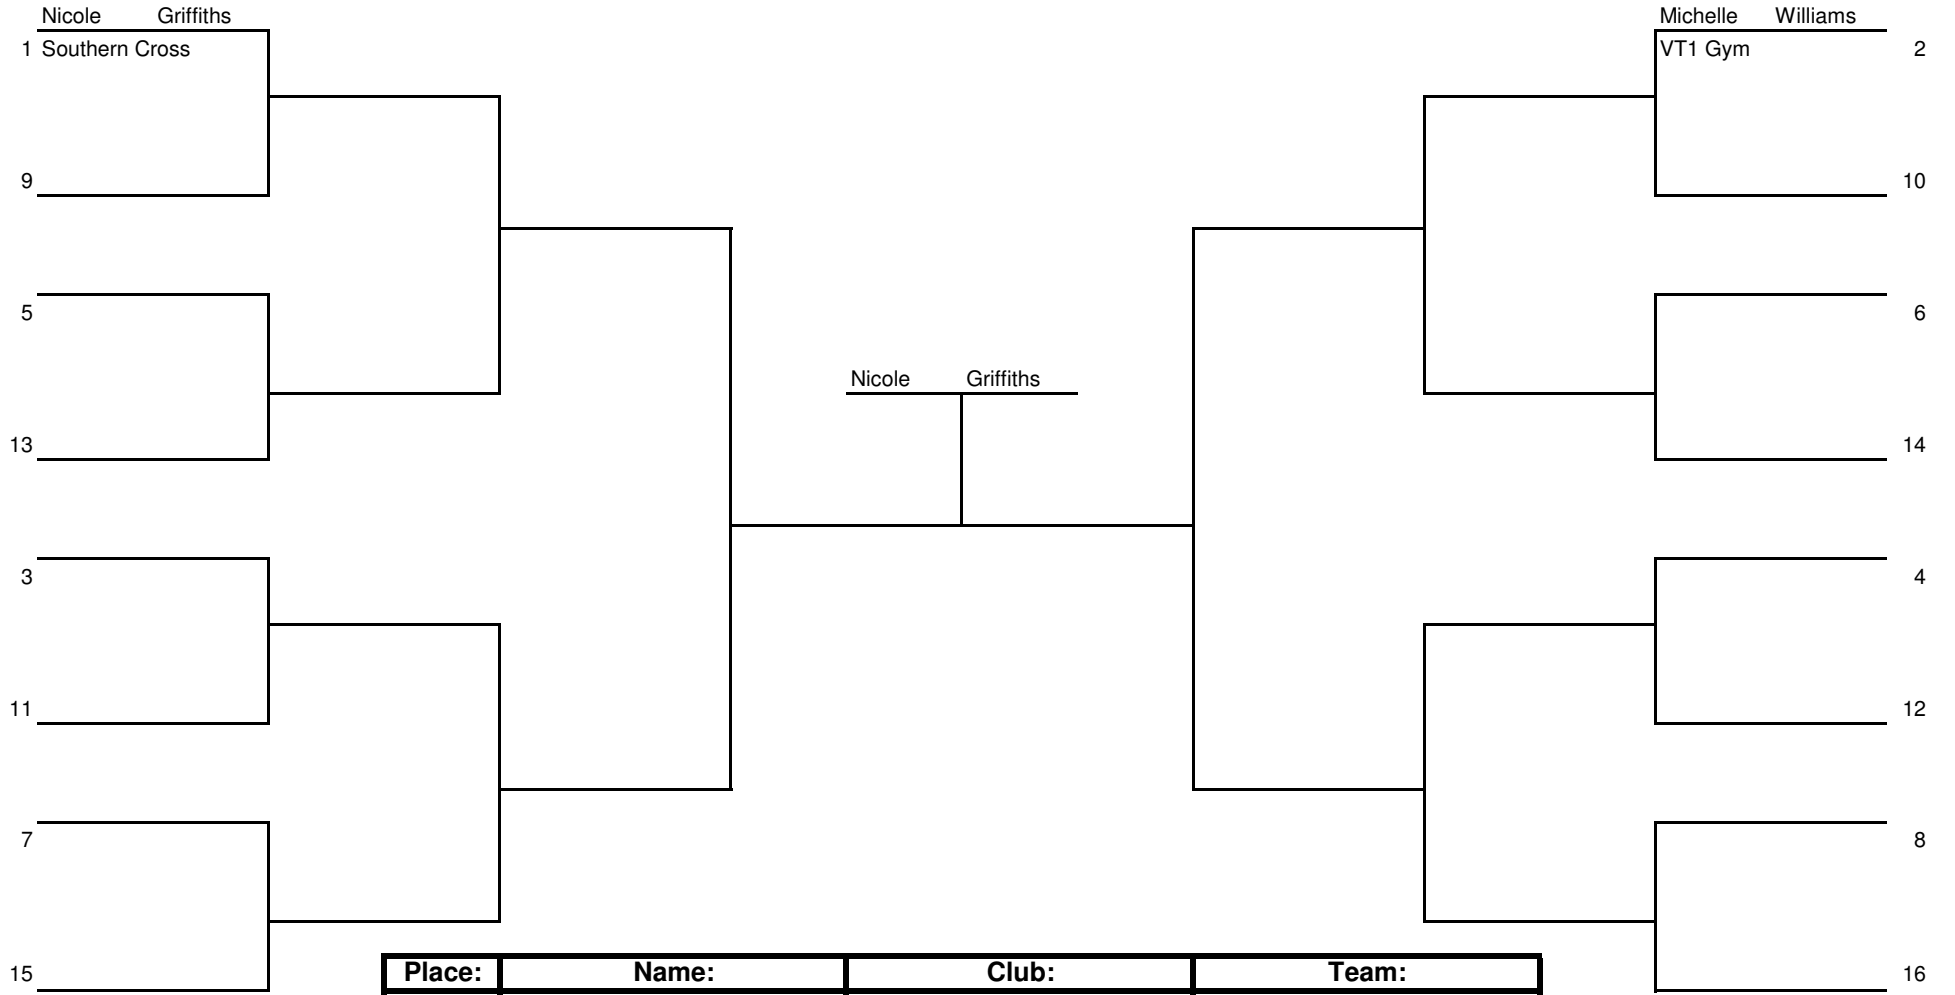 Nicole Griffiths
1 Southern Cross
9
5
13
3
11
7
15
Nicole Griffiths
Michelle Williams
VT1 Gym 2
10
6
14
4
12
8
16
Place: Name: Club: Team: